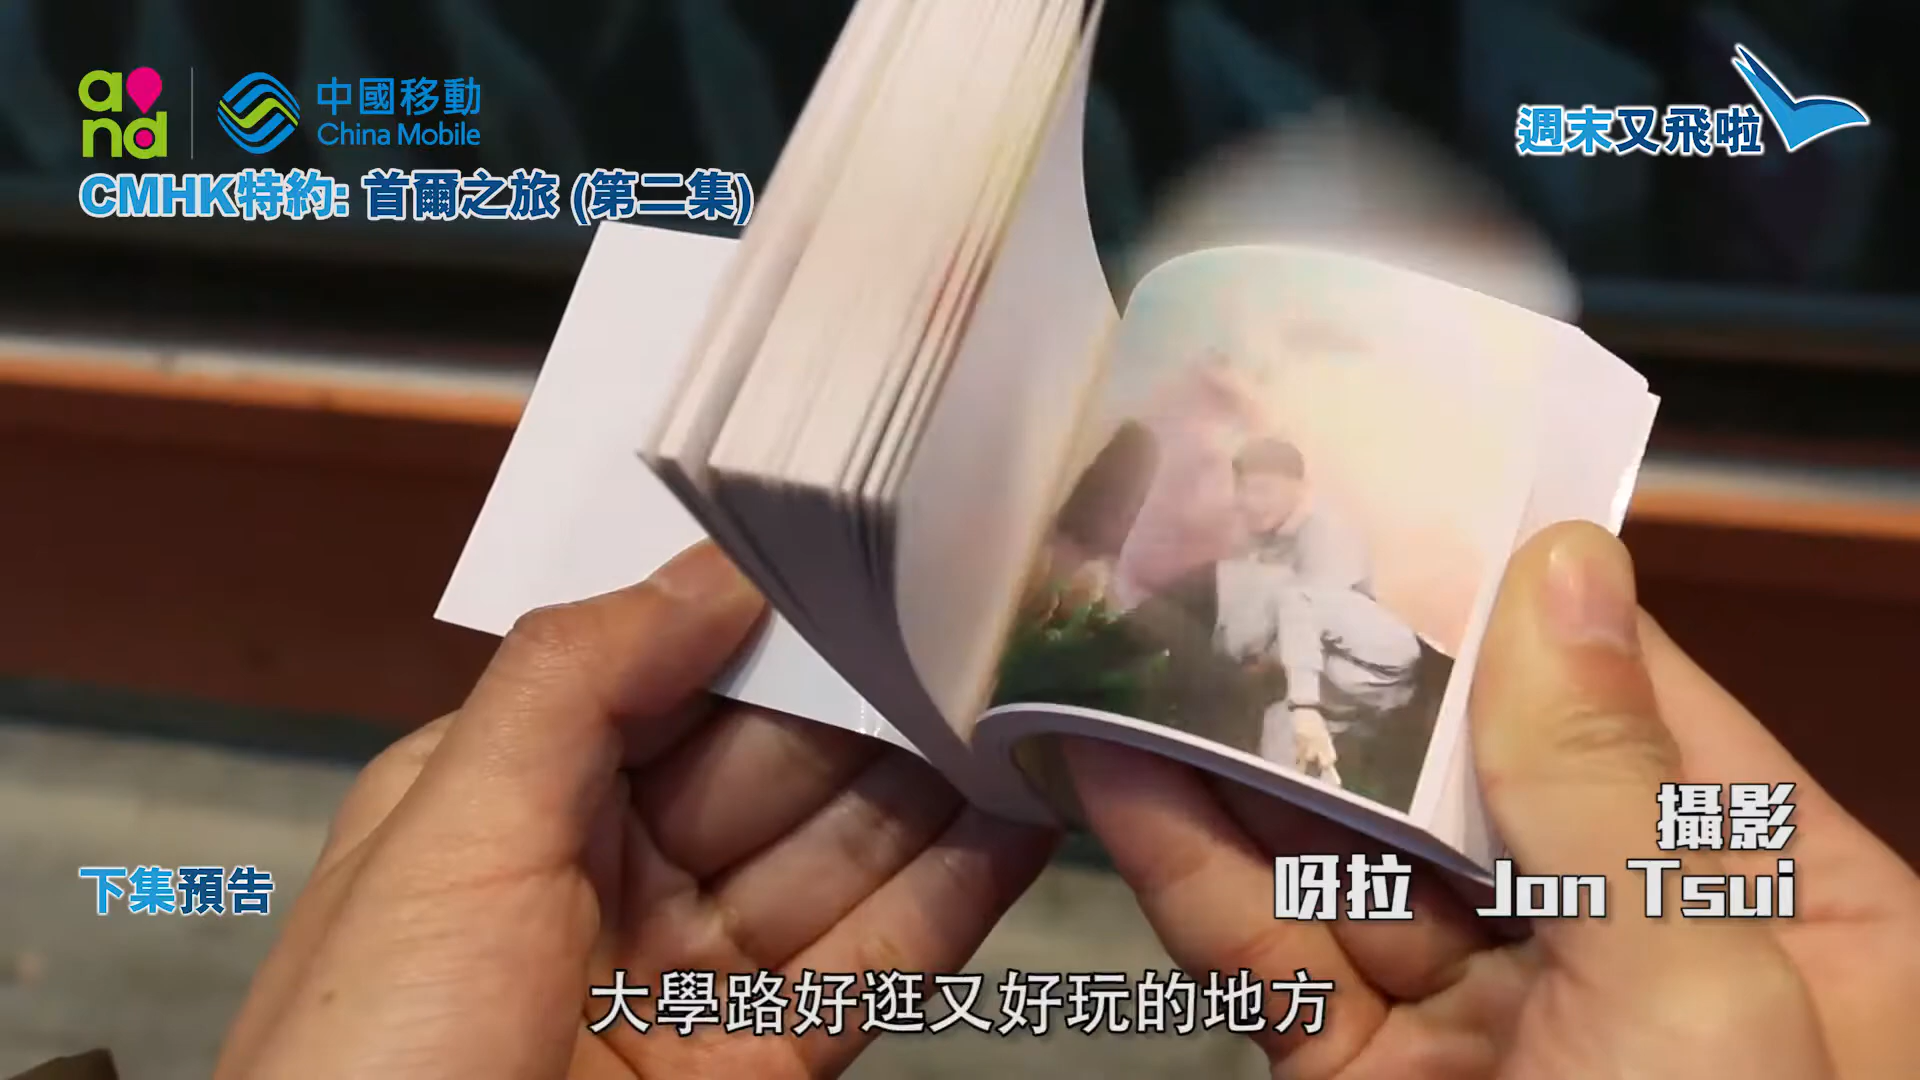 and
中國移動
China Mobile
CMHK特約: 首爾之旅 (第二集)
週末又飛啦
攝影
呀拉 Jon Tsui
下集預告
大學路好逛又好玩的地方